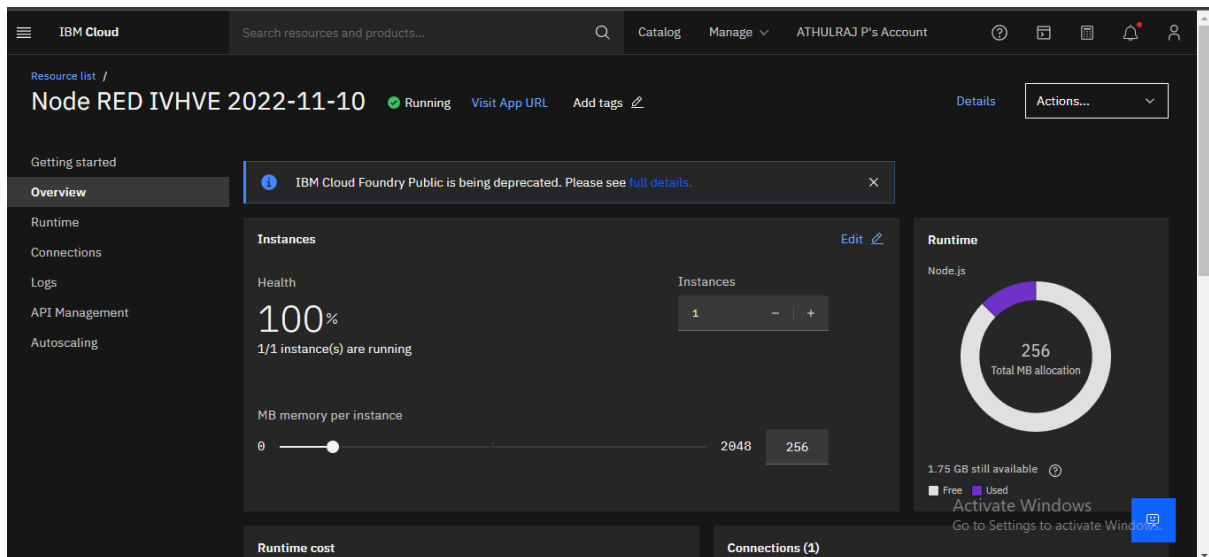 IBM Cloud
Search resources and products...
Catalog
Manage
ATHULRAJ P's Account
Resource list /
Node RED IVHVE 2022-11-10
Running
Visit App URL
Add tags
Details
Actions...
Getting started
Overview
Runtime
Connections
Logs
API Management
Autoscaling
IBM Cloud Foundry Public is being deprecated. Please see full details.
Instances
Edit
Health
100%
1/1 instance(s) are running
Instances
1
MB memory per instance
0
2048
256
Runtime
Node.js
256
Total MB allocation
1.75 GB still available
Free
Used
Activate Windows
Go to Settings to activate Windows.
Runtime cost
Connections (1)